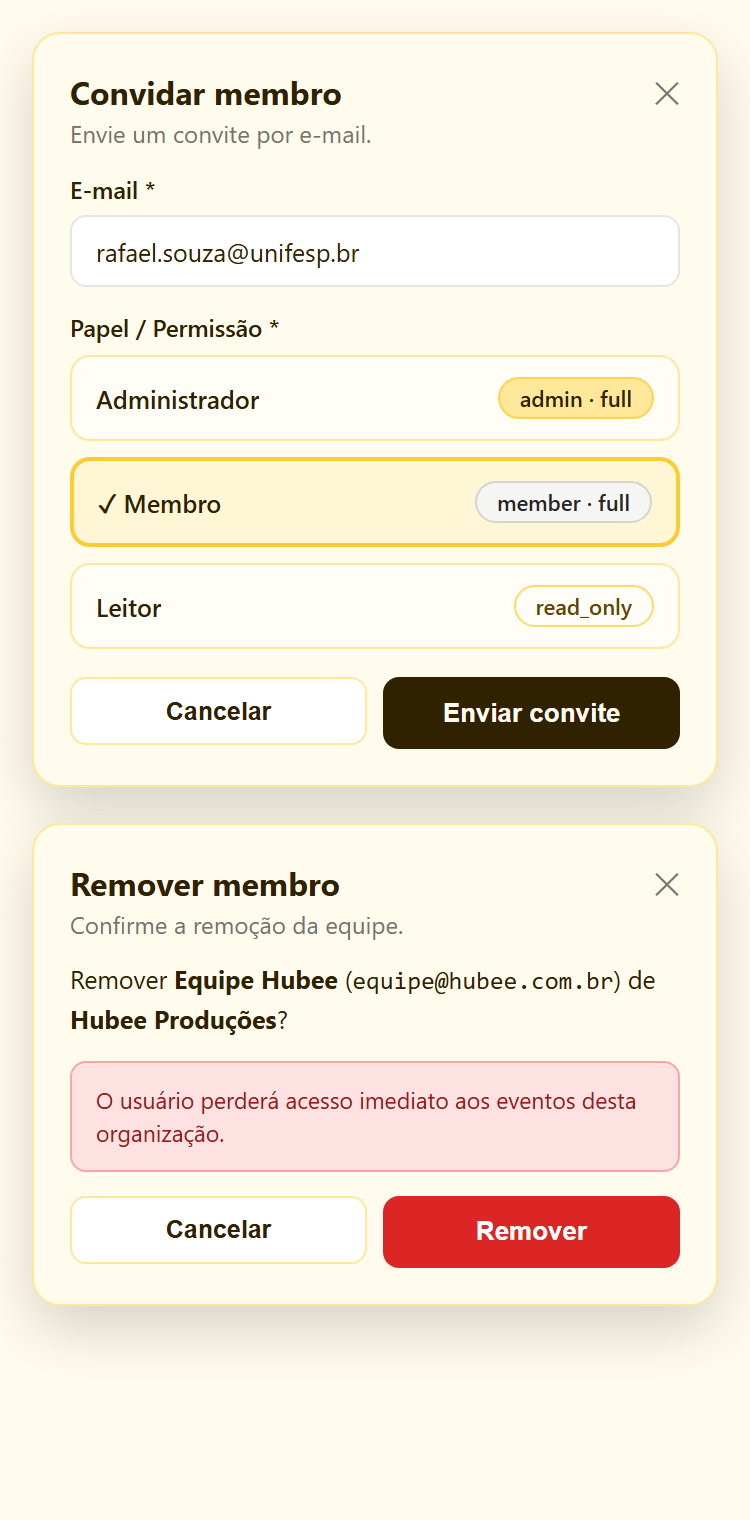 Convidar membro
Envie um convite por e-mail.
E-mail *
rafael.souza@unifesp.br
Papel / Permissão *
Administrador admin · full
✓ Membro member · full
Leitor read_only
Cancelar Enviar convite
Remover membro
Confirme a remoção da equipe.
Remover Equipe Hubee (equipe@hubee.com.br) de
Hubee Produções?
O usuário perderá acesso imediato aos eventos desta
organização.
Cancelar Remover